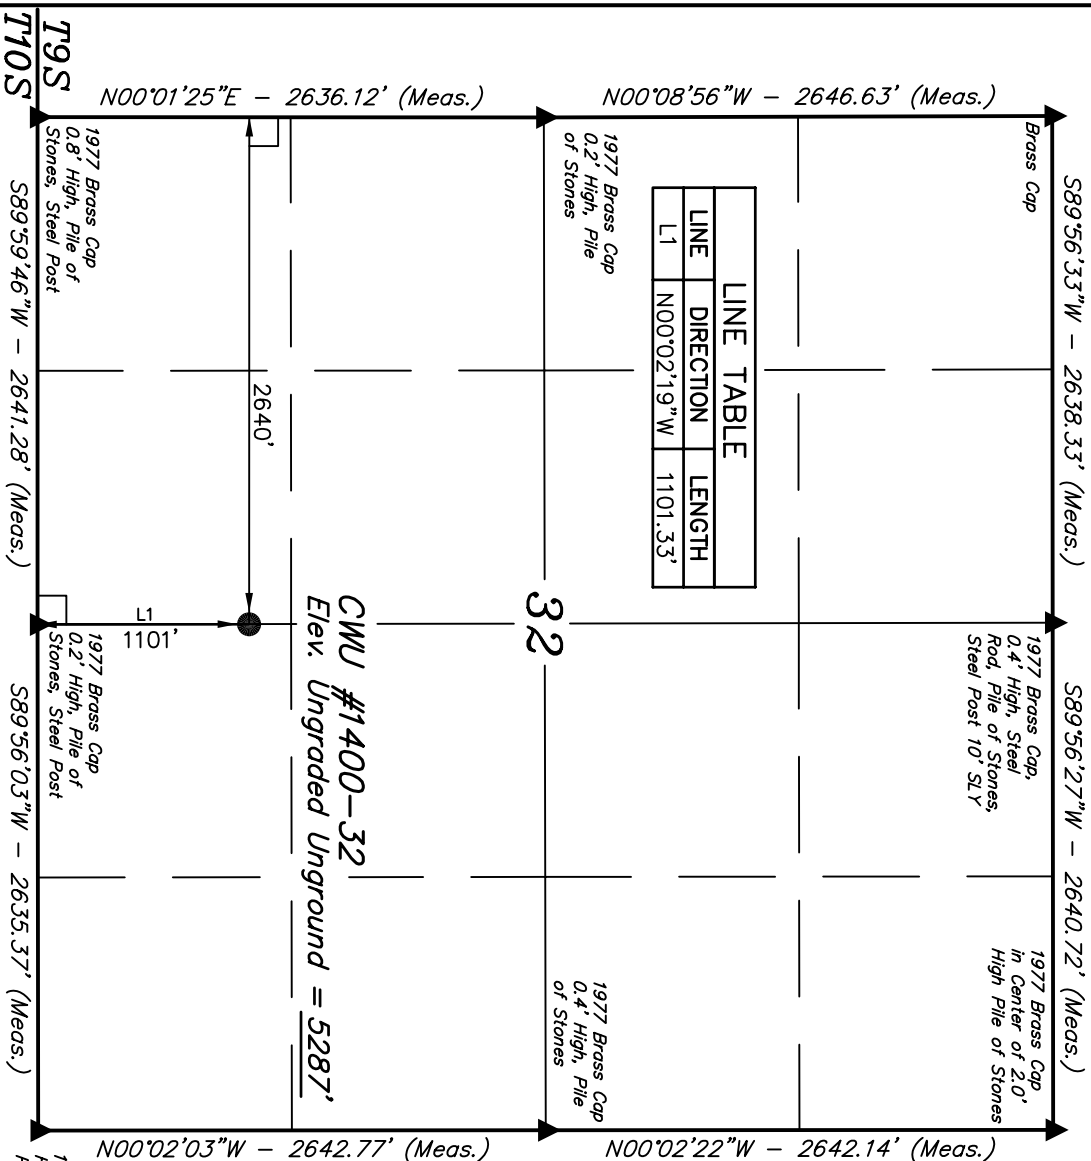 S89°56'33"W - 2638.33' (Meas.)
S89°56'27"W - 2640.72' (Meas.)
Brass Cap
1977 Brass Cap,
0.4' High, Steel
Rod, Pile of Stones,
Steel Post 10' SLY
1977 Brass Cap
in Center of 2.0'
High Pile of Stones
N00°08'56"W - 2646.63' (Meas.)
N00°02'22"W - 2642.14' (Meas.)
LINE TABLE
LINE DIRECTION LENGTH
L1 N00°02'19"W 1101.33'
1977 Brass Cap
0.2' High, Pile
of Stones
1977 Brass Cap
0.4' High, Pile
of Stones
32
CWU #1400-32
Elev. Ungraded Unground = 5287'
N00°01'25"E - 2636.12' (Meas.)
N00°02'03"W - 2642.77' (Meas.)
2640'
L1
1101'
1977 Brass Cap
0.8' High, Pile of
Stones, Steel Post
1977 Brass Cap
0.2' High, Pile of
Stones, Steel Post
T9S
T10S
S89°59'46"W - 2641.28' (Meas.)
S89°56'03"W - 2635.37' (Meas.)